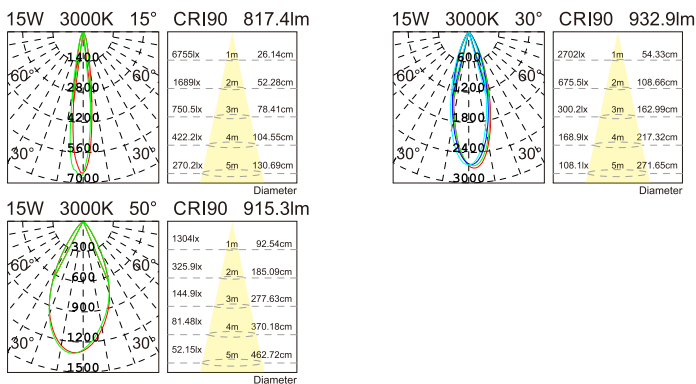 15W 3000K 15° CRI90 817.4lm
1400
2800
4200
5600
7000
60° 60°
30° 30°
6755lx 1m 26.14cm
1689lx 2m 52.28cm
750.5lx 3m 78.41cm
422.2lx 4m 104.55cm
270.2lx 5m 130.69cm
Diameter
15W 3000K 30° CRI90 932.9lm
600
1200
1800
2400
3000
60° 60°
30° 30°
2702lx 1m 54.33cm
675.5lx 2m 108.66cm
300.2lx 3m 162.99cm
168.9lx 4m 217.32cm
108.1lx 5m 271.65cm
Diameter
15W 3000K 50° CRI90 915.3lm
300
600
900
1200
1500
60° 60°
30° 30°
1304lx 1m 92.54cm
325.9lx 2m 185.09cm
144.9lx 3m 277.63cm
81.48lx 4m 370.18cm
52.15lx 5m 462.72cm
Diameter